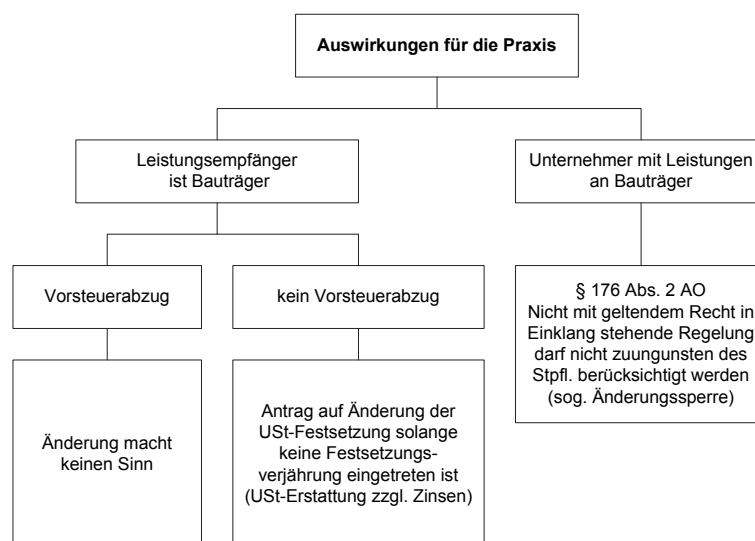 Auswirkungen für die Praxis
Leistungsempfänger
ist Bauträger
Unternehmer mit Leistungen
an Bauträger
Vorsteuerabzug
kein Vorsteuerabzug
§ 176 Abs. 2 AO
Nicht mit geltendem Recht in
Einklang stehende Regelung
darf nicht zuungunsten des
Stpfl. berücksichtigt werden
(sog. Änderungssperre)
Änderung macht
keinen Sinn
Antrag auf Änderung der
USt-Festsetzung solange
keine Festsetzungs-
verjährung eingetreten ist
(USt-Erstattung zzgl. Zinsen)